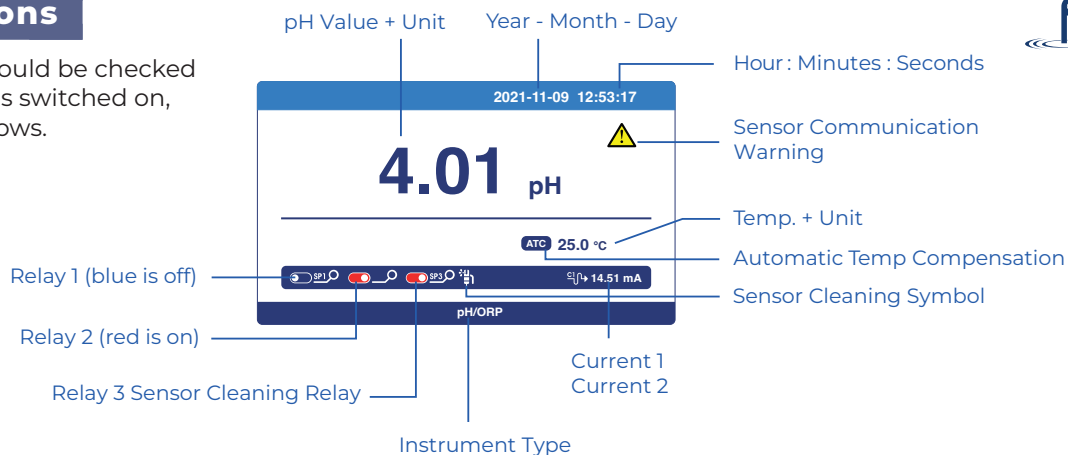 ons
pH Value + Unit
Year - Month - Day
ould be checked
s switched on,
ows.
Hour : Minutes : Seconds
2021-11-09 12:53:17
Sensor Communication
Warning
4.01 pH
Temp. + Unit
ATC 25.0 °C
Automatic Temp Compensation
Relay 1 (blue is off)
SP1
SP3
14.51 mA
Sensor Cleaning Symbol
pH/ORP
Relay 2 (red is on)
Current 1
Current 2
Relay 3 Sensor Cleaning Relay
Instrument Type